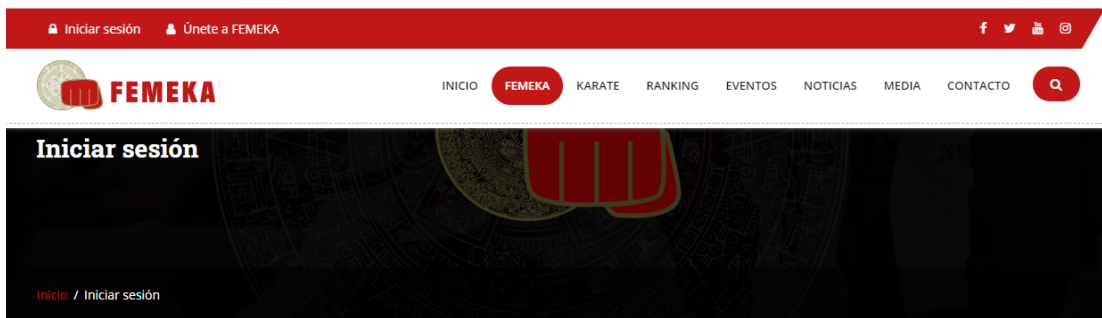 Iniciar sesión Únete a FEMEKA
FEMEKA INICIO FEMEKA KARATE RANKING EVENTOS NOTICIAS MEDIA CONTACTO
Iniciar sesión
Inicio / Iniciar sesión